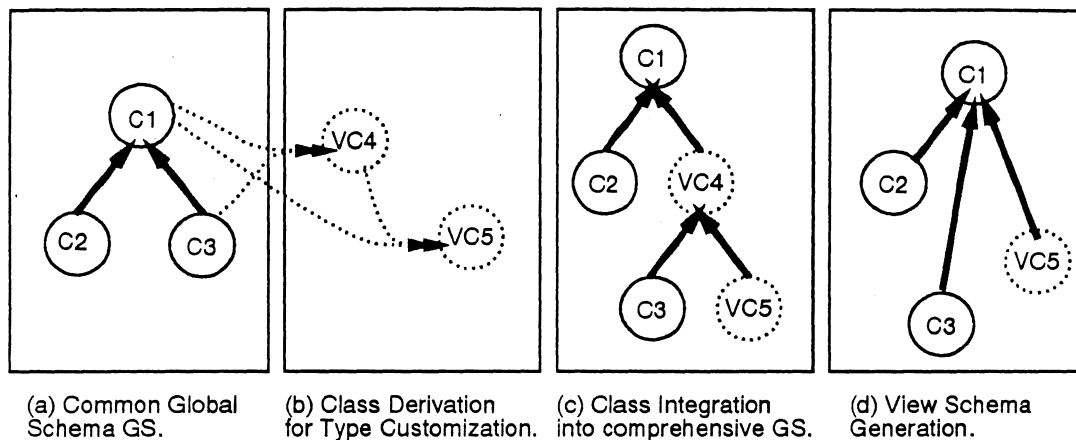 C1
C2
C3
VC4
VC5
C1
C2
VC4
C3
VC5
C1
C2
VC5
C3
(a) Common Global
Schema GS.
(b) Class Derivation
for Type Customization.
(c) Class Integration
into comprehensive GS.
(d) View Schema
Generation.